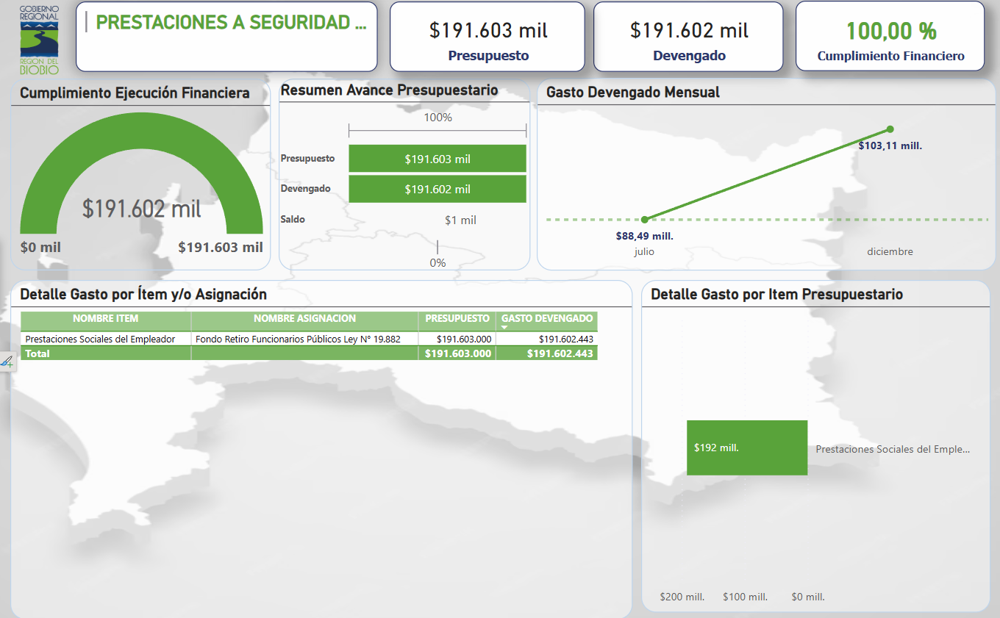 GOBIERNO
REGIONAL
REGION DEL
BIOBIO
PRESTACIONES A SEGURIDAD ...
$191.603 mil
Presupuesto
$191.602 mil
Devengado
100,00 %
Cumplimiento Financiero
Cumplimiento Ejecución Financiera
$191.602 mil
$0 mil
$191.603 mil
Resumen Avance Presupuestario
100%
Presupuesto
$191.603 mil
Devengado
$191.602 mil
Saldo
$1 mil
0%
Gasto Devengado Mensual
$103,11 mill.
$88,49 mill.
julio
diciembre
Detalle Gasto por Ítem y/o Asignación
NOMBRE ITEM NOMBRE ASIGNACION PRESUPUESTO GASTO DEVENGADO
Prestaciones Sociales del Empleador Fondo Retiro Funcionarios Públicos Ley N° 19.882 $191.603.000 $191.602.443
Total $191.603.000 $191.602.443
Detalle Gasto por Item Presupuestario
$192 mill.
Prestaciones Sociales del Emple...
$200 mill. $100 mill. $0 mill.